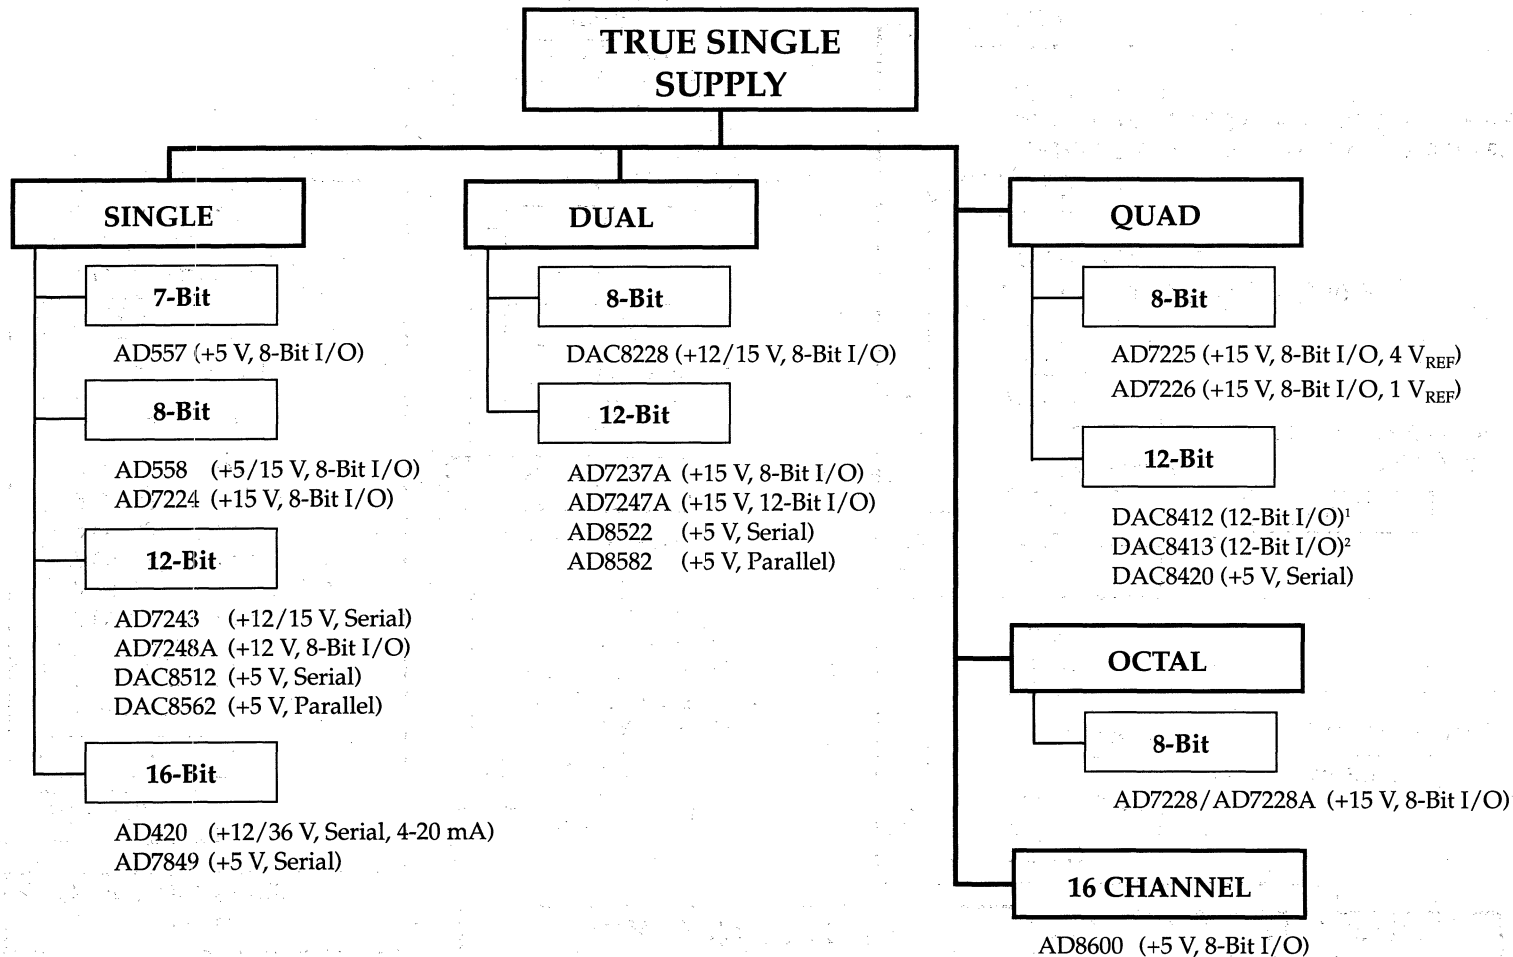 TRUE SINGLE
SUPPLY
SINGLE
7-Bit
AD557 (+5 V, 8-Bit I/O)
8-Bit
AD558 (+5/15 V, 8-Bit I/O)
AD7224 (+15 V, 8-Bit I/O)
12-Bit
AD7243 (+12/15 V, Serial)
AD7248A (+12 V, 8-Bit I/O)
DAC8512 (+5 V, Serial)
DAC8562 (+5 V, Parallel)
16-Bit
AD420 (+12/36 V, Serial, 4-20 mA)
AD7849 (+5 V, Serial)
DUAL
8-Bit
DAC8228 (+12/15 V, 8-Bit I/O)
12-Bit
AD7237A (+15 V, 8-Bit I/O)
AD7247A (+15 V, 12-Bit I/O)
AD8522 (+5 V, Serial)
AD8582 (+5 V, Parallel)
QUAD
8-Bit
AD7225 (+15 V, 8-Bit I/O, 4 VREF)
AD7226 (+15 V, 8-Bit I/O, 1 VREF)
12-Bit
DAC8412 (12-Bit I/O)¹
DAC8413 (12-Bit I/O)²
DAC8420 (+5 V, Serial)
OCTAL
8-Bit
AD7228/AD7228A (+15 V, 8-Bit I/O)
16 CHANNEL
AD8600 (+5 V, 8-Bit I/O)